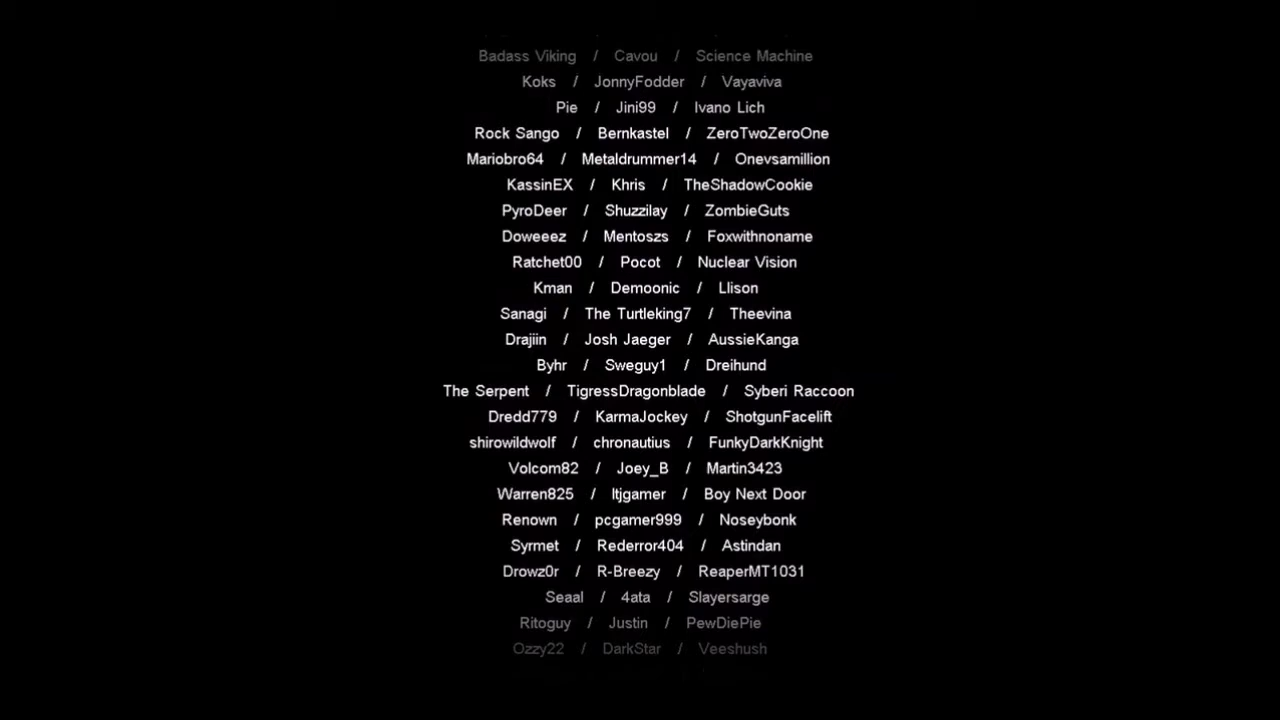 Badass Viking / Cavou / Science Machine
Koks / JonnyFodder / Vayaviva
Pie / Jini99 / Ivano Lich
Rock Sango / Bernkastel / ZeroTwoZeroOne
Mariobro64 / Metaldrummer14 / Onevsamillion
KassinEX / Khris / TheShadowCookie
PyroDeer / Shuzzilay / ZombieGuts
Doweeez / Mentoszs / Foxwithnoname
Ratchet00 / Pocot / Nuclear Vision
Kman / Demoonic / Llison
Sanagi / The Turtleking7 / Theevina
Drajiin / Josh Jaeger / AussieKanga
Byhr / Sweguy1 / Dreihund
The Serpent / TigressDragonblade / Syberi Raccoon
Dredd779 / KarmaJockey / ShotgunFacelift
shirowildwolf / chronautius / FunkyDarkKnight
Volcom82 / Joey_B / Martin3423
Warren825 / ltjgamer / Boy Next Door
Renown / pcgamer999 / Noseybonk
Syrmet / Rederror404 / Astindan
Drowz0r / R-Breezy / ReaperMT1031
Seaal / 4ata / Slayersarge
Ritoguy / Justin / PewDiePie
Ozzy22 / DarkStar / Veeshush